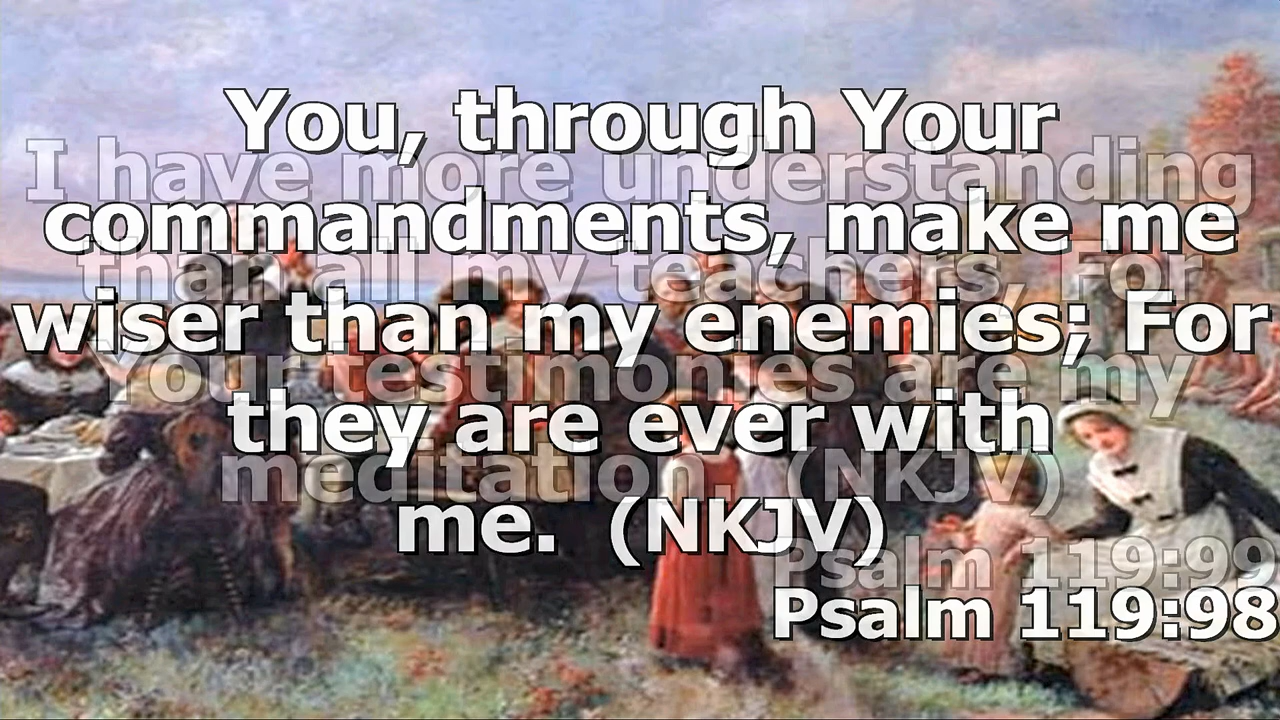 You, through Your
commandments, make me
wiser than my enemies; For
they are ever with
me.  (NKJV)
Psalm 119:98
I have more understanding
than all my teachers, For
Your testimonies are my
meditation.  (NKJV)
Psalm 119:99